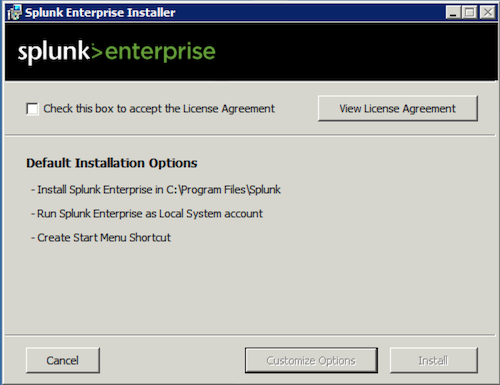 Splunk Enterprise Installer
splunk>enterprise
Check this box to accept the License Agreement
View License Agreement
Default Installation Options
- Install Splunk Enterprise in C:\Program Files\Splunk
- Run Splunk Enterprise as Local System account
- Create Start Menu Shortcut
Cancel
Customize Options
Install